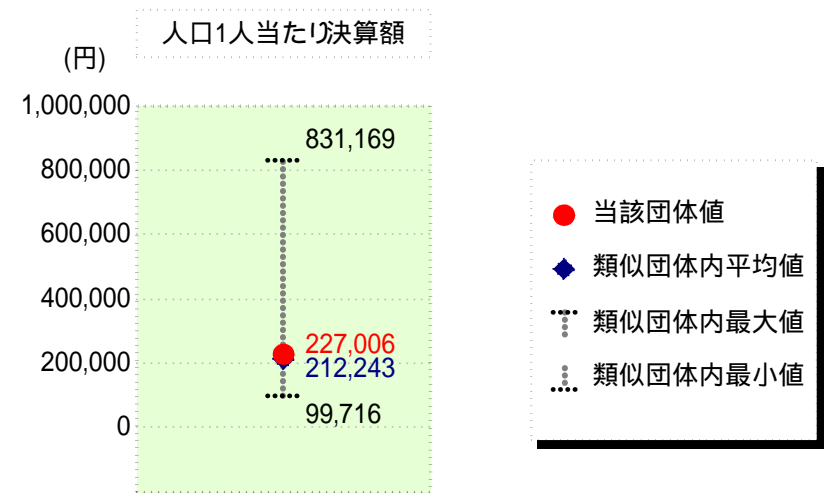 人口1人当たり決算額
(円)
1,000,000
831,169
800,000
600,000
400,000
227,006
212,243
200,000
99,716
0
当該団体値
類似団体内平均値
類似団体内最大値
類似団体内最小値